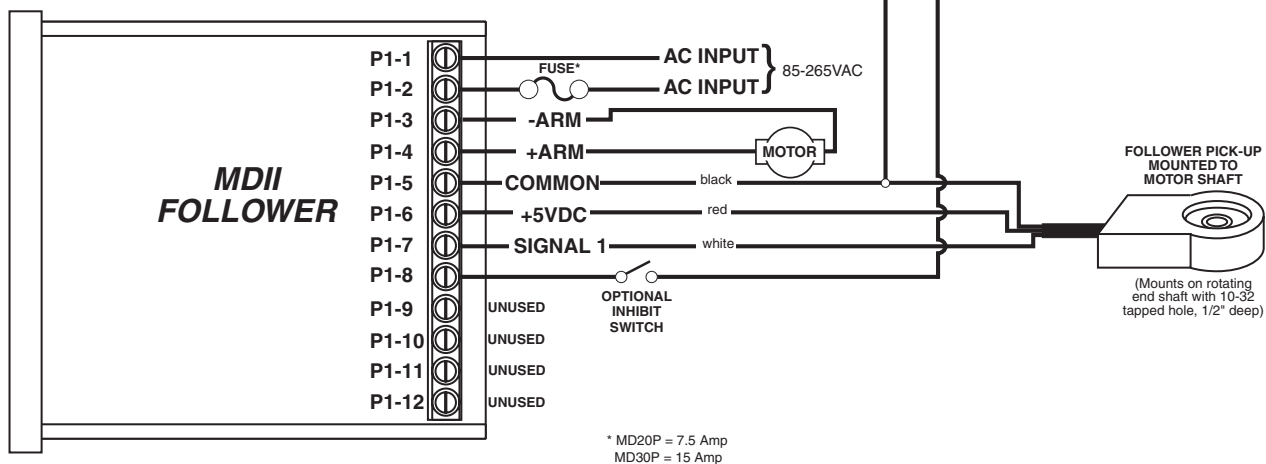 P1-1
AC INPUT
FUSE*
85-265VAC
P1-2
AC INPUT
P1-3
-ARM
P1-4
+ARM
MOTOR
P1-5
COMMON
black
P1-6
+5VDC
red
P1-7
SIGNAL 1
white
P1-8
OPTIONAL
INHIBIT
SWITCH
P1-9
UNUSED
P1-10
UNUSED
P1-11
UNUSED
P1-12
UNUSED
MDII
FOLLOWER
FOLLOWER PICK-UP
MOUNTED TO
MOTOR SHAFT
(Mounts on rotating
end shaft with 10-32
tapped hole, 1/2" deep)
* MD20P = 7.5 Amp
MD30P = 15 Amp